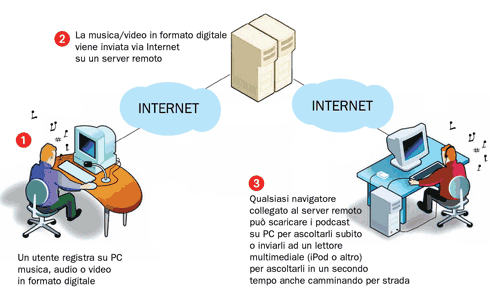 2
La musica/video in formato digitale
viene inviata via Internet
su un server remoto
INTERNET
INTERNET
1
Un utente registra su PC
musica, audio o video
in formato digitale
3
Qualsiasi navigatore
collegato al server remoto
può scaricare i podcast
su PC per ascoltarli subito
o inviarli ad un lettore
multimediale (iPod o altro)
per ascoltarli in un secondo
tempo anche camminando per strada